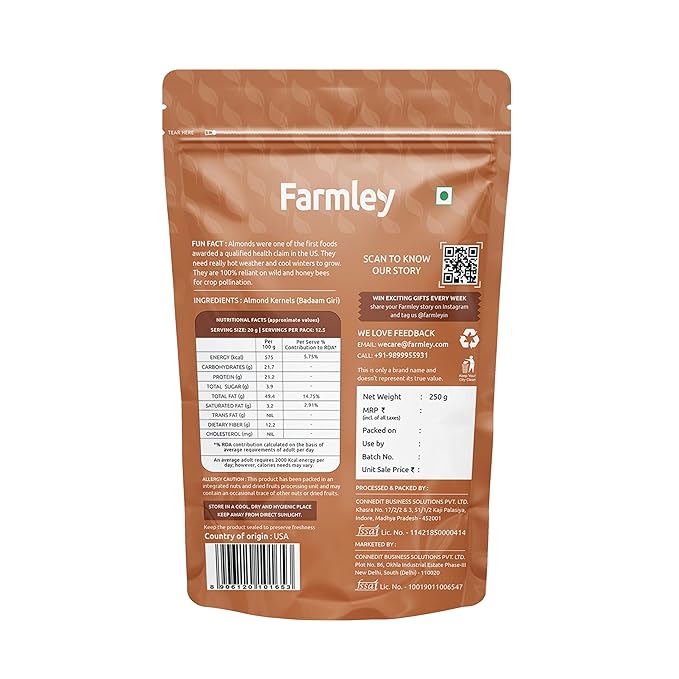 TEAR HERE
Farmley
FUN FACT : Almonds were one of the first foods
awarded a qualified health claim in the US. They
need really hot weather and cool winters to grow.
They are 100% reliant on wild and honey bees
for crop pollination.
INGREDIENTS : Almond Kernels (Badaam Giri)
NUTRITIONAL FACTS (approximate values)
SERVING SIZE: 20 g | SERVINGS PER PACK: 12.5
Per 100 g Per Serve % Contribution to RDA*
ENERGY (kcal) 575 5.75%
CARBOHYDRATES (g) 21.7 -
PROTEIN (g) 21.2 -
TOTAL SUGAR (g) 3.9 -
TOTAL FAT (g) 49.4 14.75%
SATURATED FAT (g) 3.2 2.91%
TRANS FAT (g) NIL -
DIETARY FIBER (g) 12.2 -
CHOLESTEROL (mg) NIL -
*% RDA contribution calculated on the basis of
average requirements of adult per day
An average adult requires 2000 Kcal energy per
day; however, calories needs may vary.
ALLERGY CAUTION : This product has been packed in an
integrated nuts and dried fruits processing unit and may
contain an occasional trace of other nuts or dried fruits.
STORE IN A COOL, DRY AND HYGIENIC PLACE
KEEP AWAY FROM DIRECT SUNLIGHT.
Keep the product sealed to preserve freshness
Country of origin : USA
8 906120 101653
SCAN TO KNOW
OUR STORY
WIN EXCITING GIFTS EVERY WEEK
share your Farmley story on Instagram
and tag us @farmleyin
WE LOVE FEEDBACK
EMAIL: wecare@farmley.com
CALL: +91-9899955931
Keep Your
City Clean
This is only a brand name and
doesn't represent its true value.
Net Weight : 250 g
MRP ₹ :
(incl. of all taxes)
Packed on :
Use by :
Batch No. :
Unit Sale Price ₹ :
PROCESSED & PACKED BY :
CONNEDIT BUSINESS SOLUTIONS PVT. LTD.
Khasra No. 17/2/2 & 3, 51/1/2 Kaji Palasiya,
Indore, Madhya Pradesh - 452001
fssai Lic. No. - 11421850000414
MARKETED BY :
CONNEDIT BUSINESS SOLUTIONS PVT. LTD.
Plot No. 86, Okhla Industrial Estate Phase-III
New Delhi, South (Delhi) - 110020
fssai Lic. No. - 10019011006547